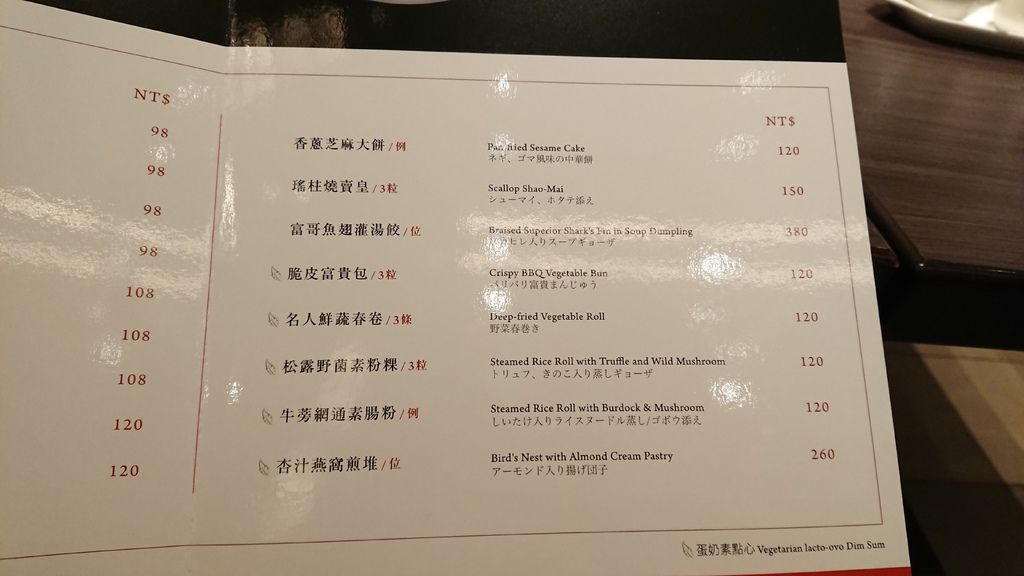 NT$
98
98
98
98
108
108
108
120
120
NT$
香蔥芝麻大餅/例 Pan-fried Sesame Cake 120
ネギ、ゴマ風味の中華餅
瑤柱燒賣皇/3粒 Scallop Shao-Mai 150
シューマイ、ホタテ添え
富哥魚翅灌湯餃/位 Braised Superior Shark's Fin in Soup Dumpling 380
フカヒレ入りスープギョーザ
脆皮富貴包/3粒 Crispy BBQ Vegetable Bun 120
パリパリ富貴まんじゅう
名人鮮蔬春卷/3條 Deep-fried Vegetable Roll 120
野菜春巻き
松露野菌素粉粿/3粒 Steamed Rice Roll with Truffle and Wild Mushroom 120
トリュフ、きのこ入り蒸しギョーザ
牛蒡網通素腸粉/例 Steamed Rice Roll with Burdock & Mushroom 120
しいたけ入りライスヌードル蒸し/ゴボウ添え
杏汁燕窩煎堆/位 Bird's Nest with Almond Cream Pastry 260
アーモンド入り揚げ団子
蛋奶素點心 Vegetarian lacto-ovo Dim Sum